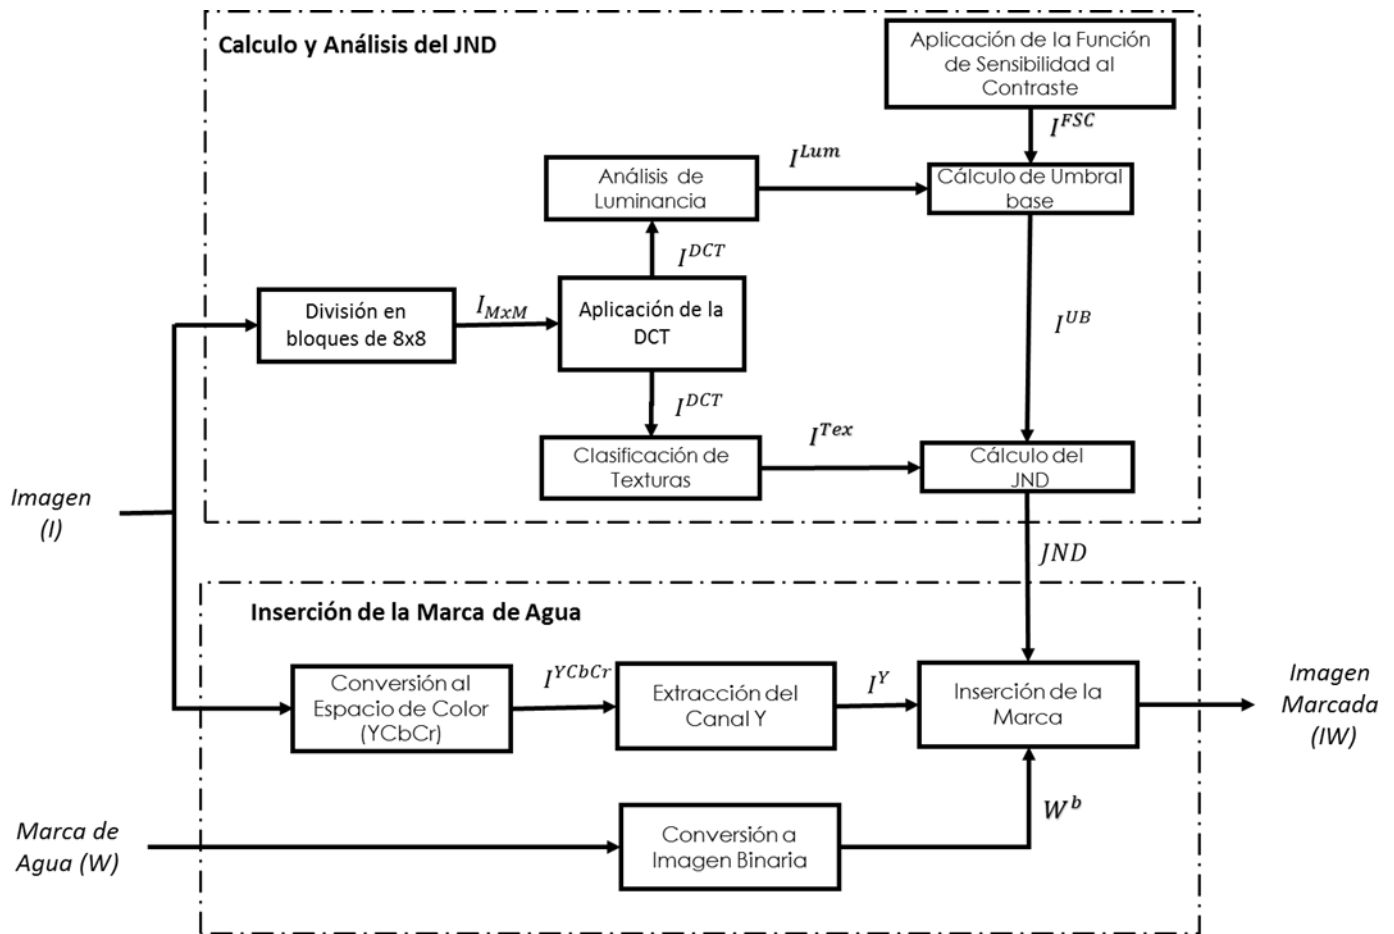 Calculo y Análisis del JND
Aplicación de la Función
de Sensibilidad al
Contraste
I^{FSC}
Análisis de
Luminancia
I^{Lum}
Cálculo de Umbral
base
I^{DCT}
División en
bloques de 8x8
I_{MxM}
Aplicación de la
DCT
I^{UB}
I^{DCT}
Clasificación de
Texturas
I^{Tex}
Cálculo del
JND
Imagen
(I)
JND
Inserción de la Marca de Agua
Conversión al
Espacio de Color
(YCbCr)
I^{YCbCr}
Extracción del
Canal Y
I^{Y}
Inserción de la
Marca
Imagen
Marcada
(IW)
Marca de
Agua (W)
Conversión a
Imagen Binaria
W^{b}